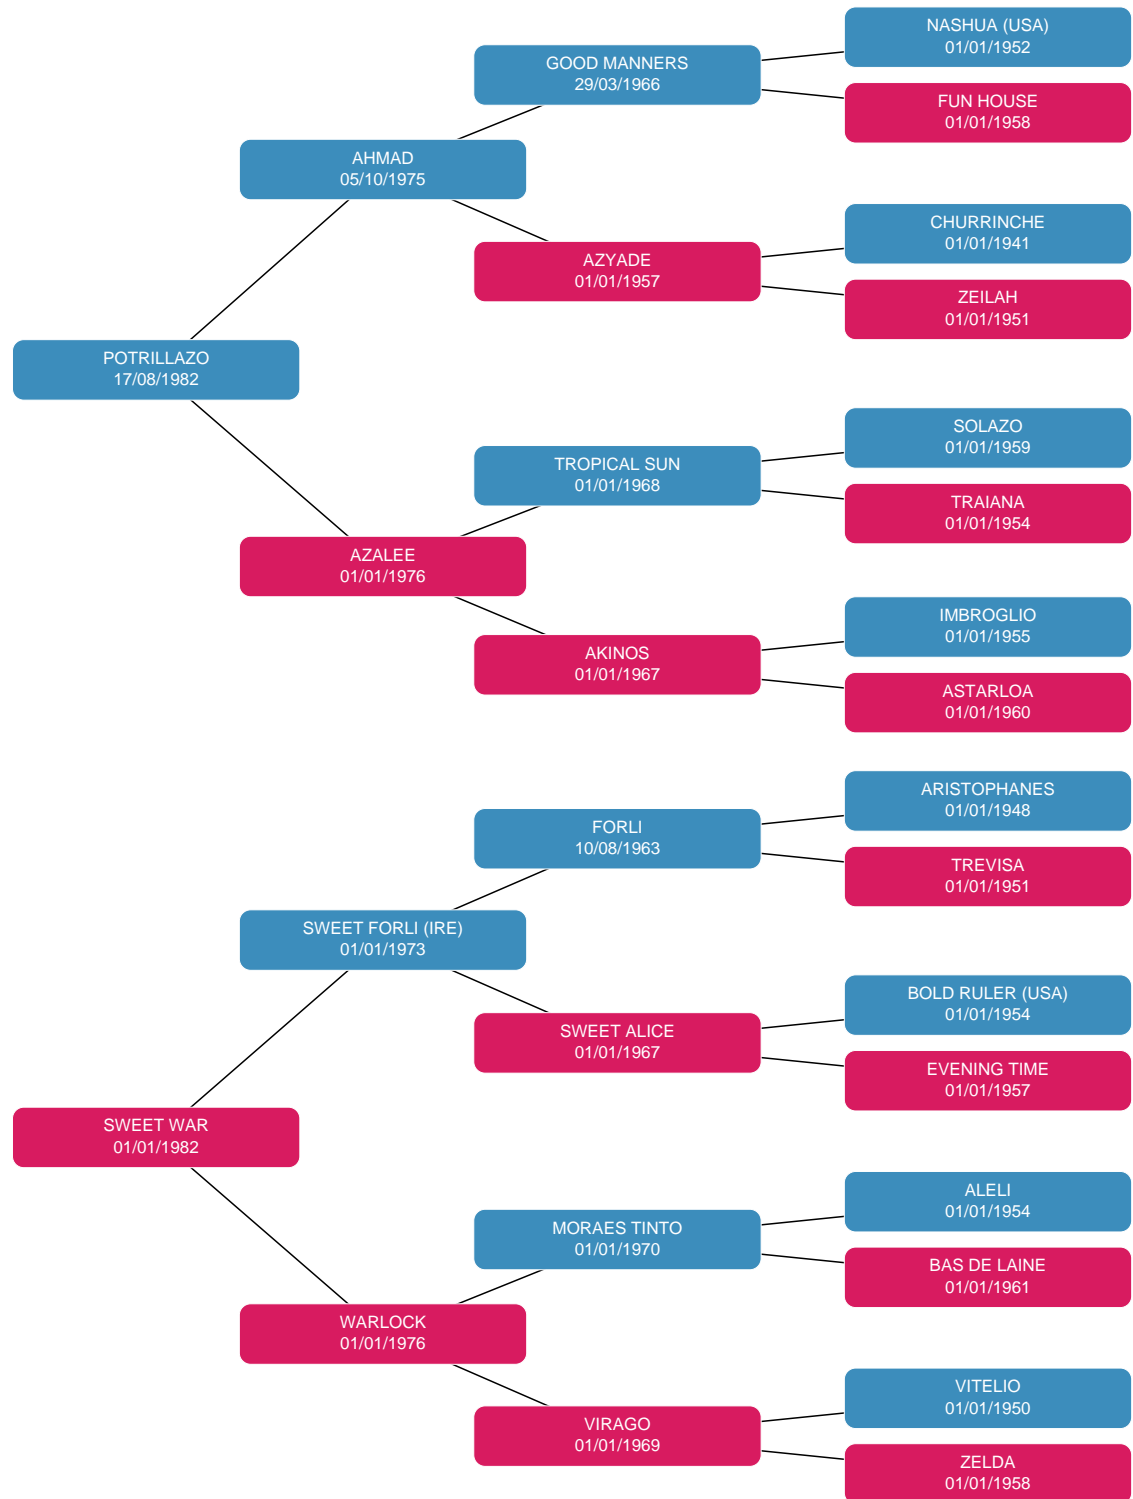 NASHUA (USA)
01/01/1952
GOOD MANNERS
29/03/1966
FUN HOUSE
01/01/1958
AHMAD
05/10/1975
CHURRINCHE
01/01/1941
AZYADE
01/01/1957
ZEILAH
01/01/1951
POTRILLAZO
17/08/1982
SOLAZO
01/01/1959
TROPICAL SUN
01/01/1968
TRAIANA
01/01/1954
AZALEE
01/01/1976
IMBROGLIO
01/01/1955
AKINOS
01/01/1967
ASTARLOA
01/01/1960
ARISTOPHANES
01/01/1948
FORLI
10/08/1963
TREVISA
01/01/1951
SWEET FORLI (IRE)
01/01/1973
BOLD RULER (USA)
01/01/1954
SWEET ALICE
01/01/1967
EVENING TIME
01/01/1957
SWEET WAR
01/01/1982
ALELI
01/01/1954
MORAES TINTO
01/01/1970
BAS DE LAINE
01/01/1961
WARLOCK
01/01/1976
VITELIO
01/01/1950
VIRAGO
01/01/1969
ZELDA
01/01/1958